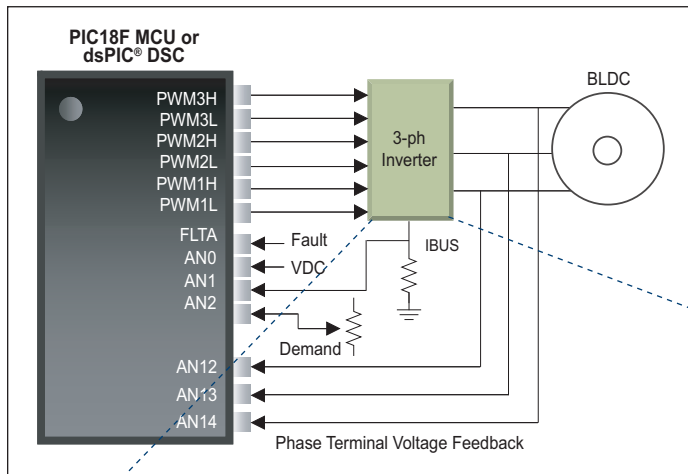 PIC18F MCU or
dsPIC® DSC
BLDC
PWM3H
PWM3L
PWM2H
PWM2L
PWM1H
PWM1L
3-ph
Inverter
FLTA
Fault
IBUS
AN0
VDC
AN1
AN2
Demand
AN12
AN13
AN14
Phase Terminal Voltage Feedback